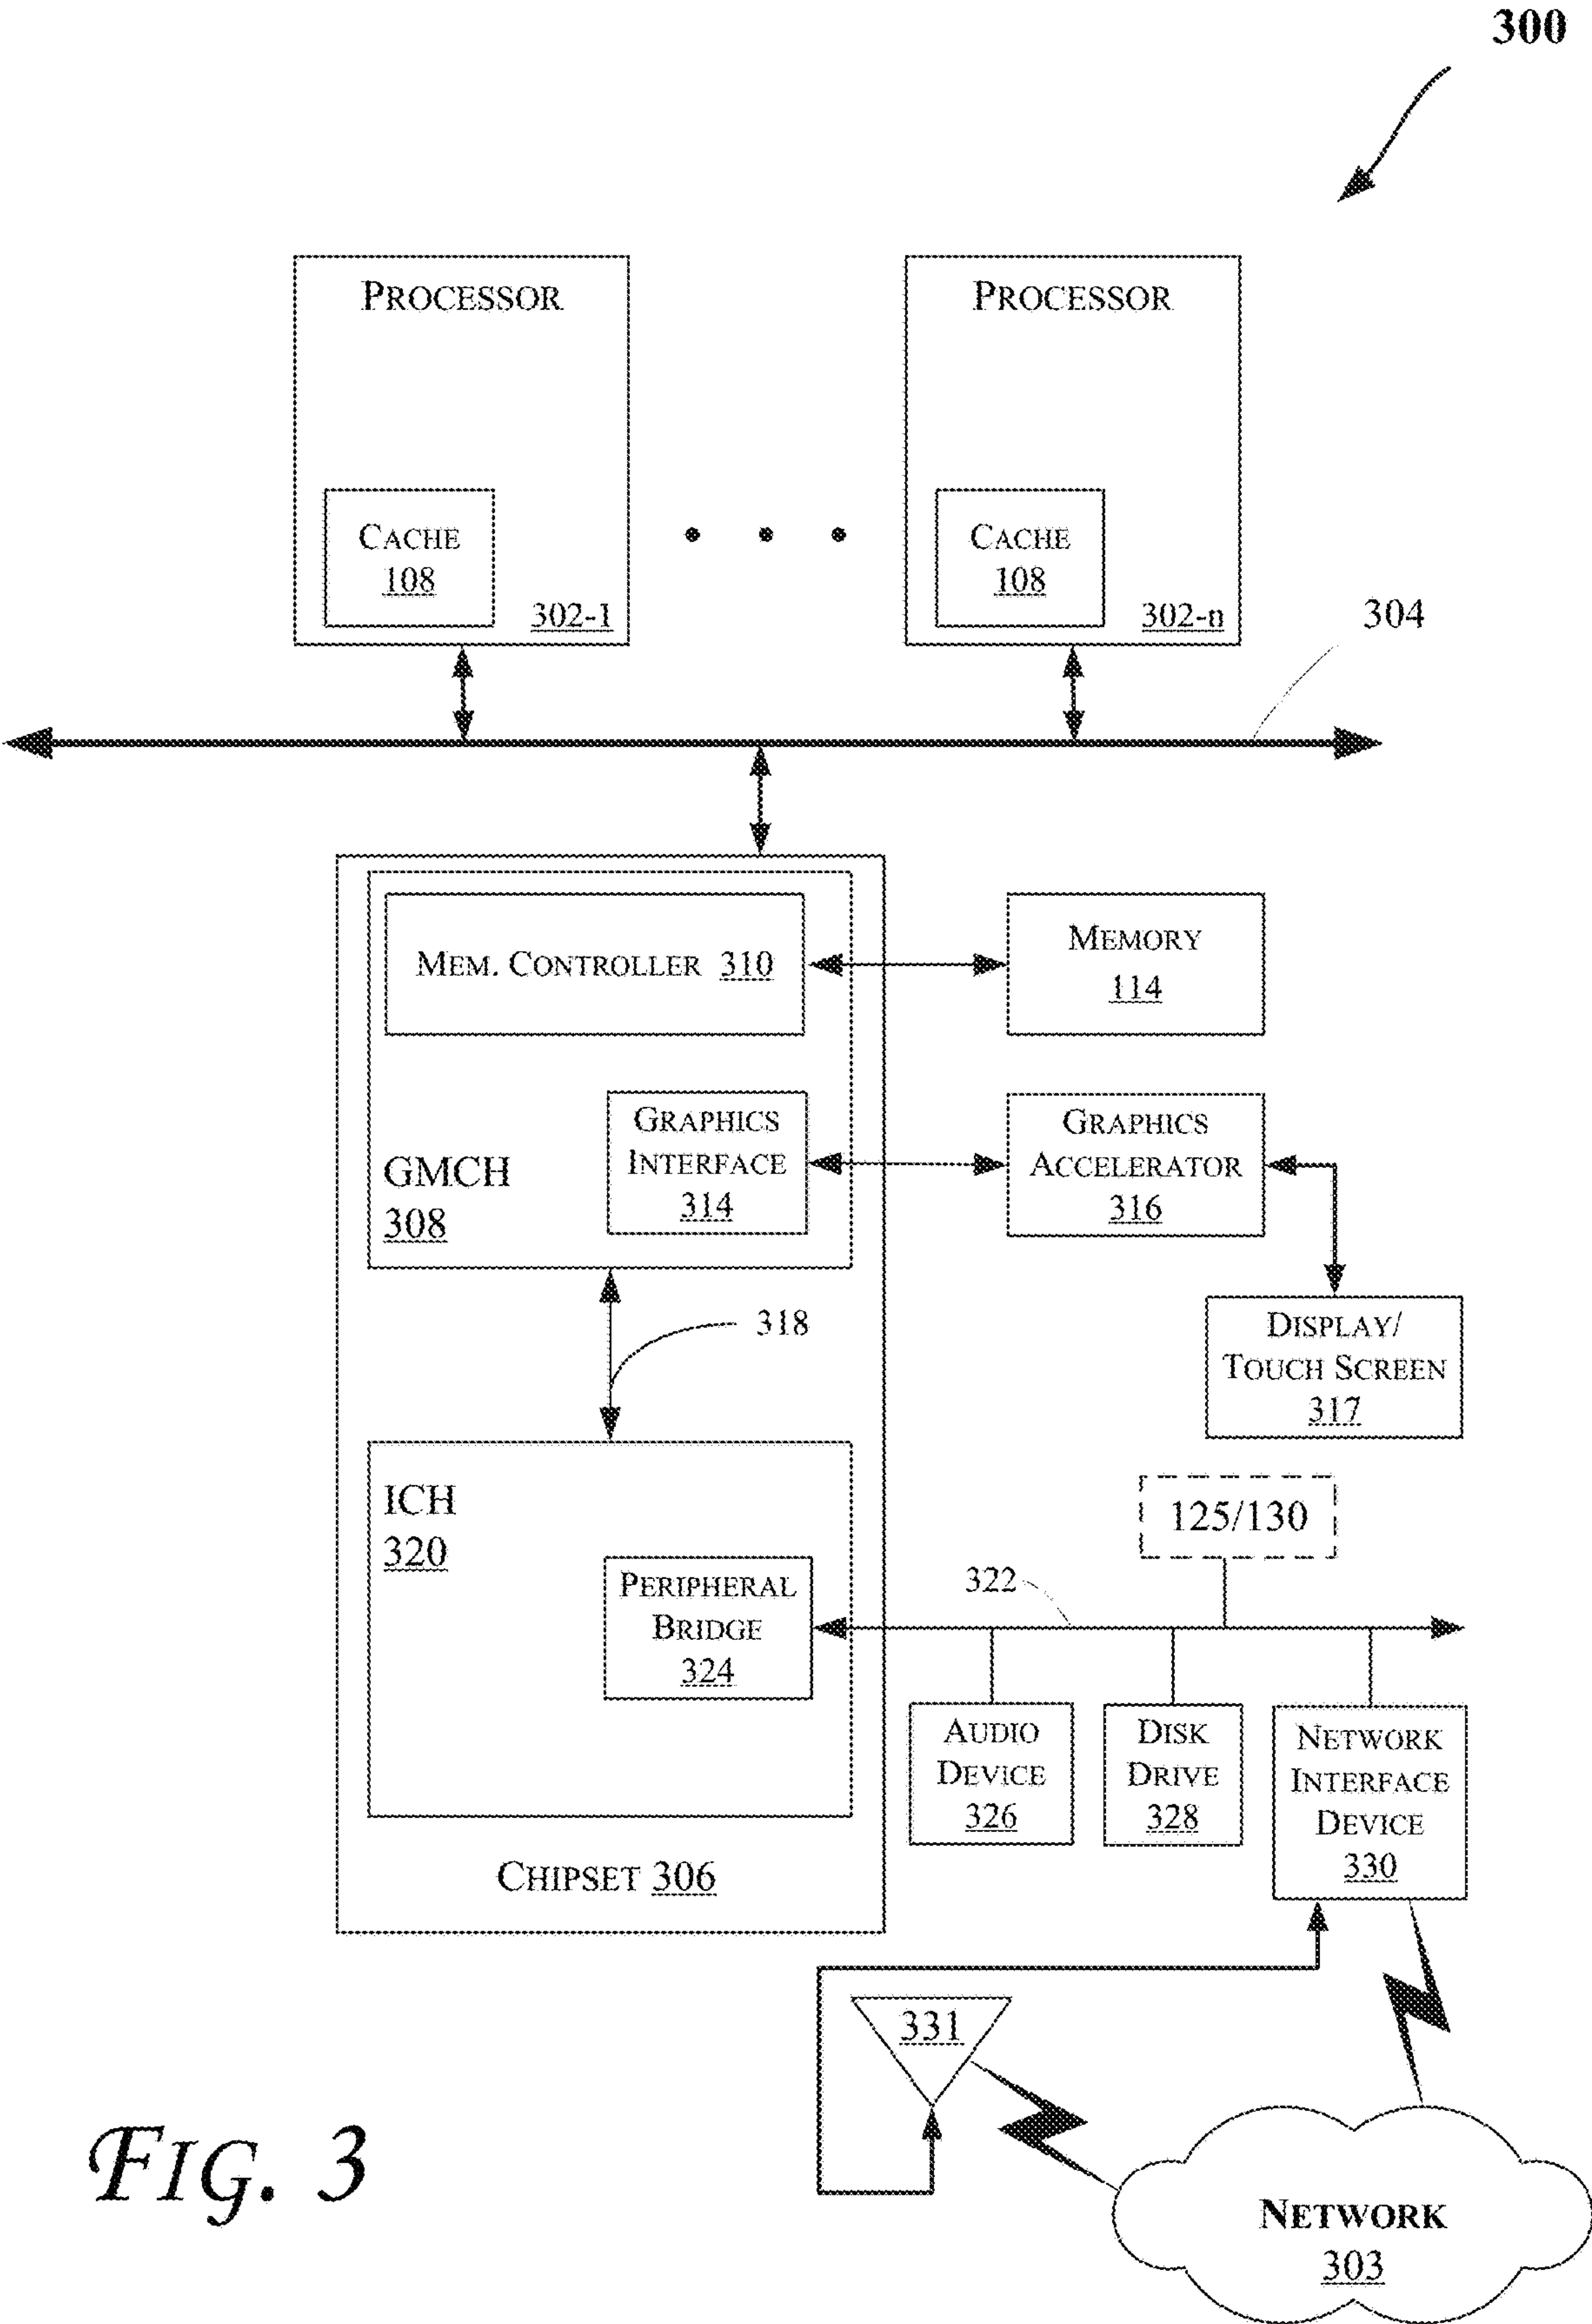 300
PROCESSOR
CACHE
108
302-1
PROCESSOR
CACHE
108
302-n
304
MEM. CONTROLLER 310
MEMORY
114
GRAPHICS
INTERFACE
314
GMCH
308
GRAPHICS
ACCELERATOR
316
318
DISPLAY/
TOUCH SCREEN
317
ICH
320
125/130
PERIPHERAL
BRIDGE
324
322
AUDIO
DEVICE
326
DISK
DRIVE
328
NETWORK
INTERFACE
DEVICE
330
CHIPSET 306
331
FIG. 3
NETWORK
303